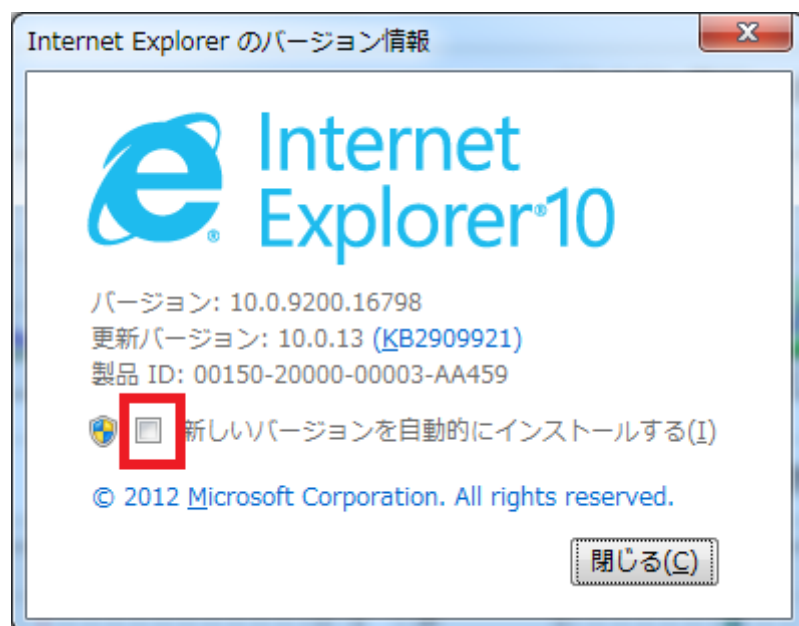 Internet Explorer のバージョン情報
Internet
Explorer®10
バージョン: 10.0.9200.16798
更新バージョン: 10.0.13 (KB2909921)
製品 ID: 00150-20000-00003-AA459
新しいバージョンを自動的にインストールする(I)
© 2012 Microsoft Corporation. All rights reserved.
閉じる(C)